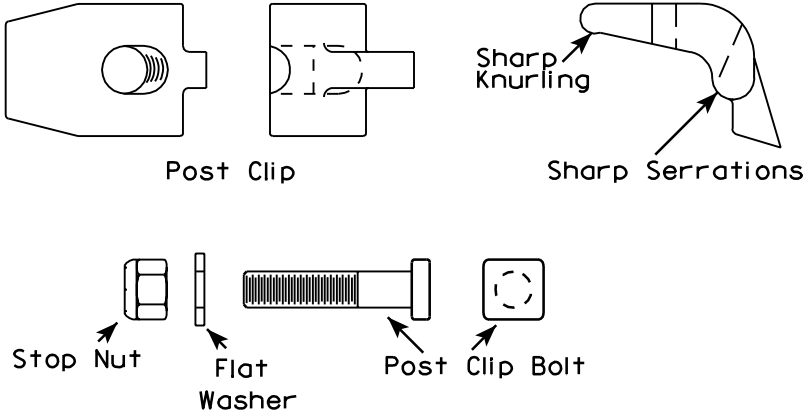 Sharp
Knurling
Post Clip
Sharp Serrations
Stop Nut
Flat
Washer
Post Clip Bolt